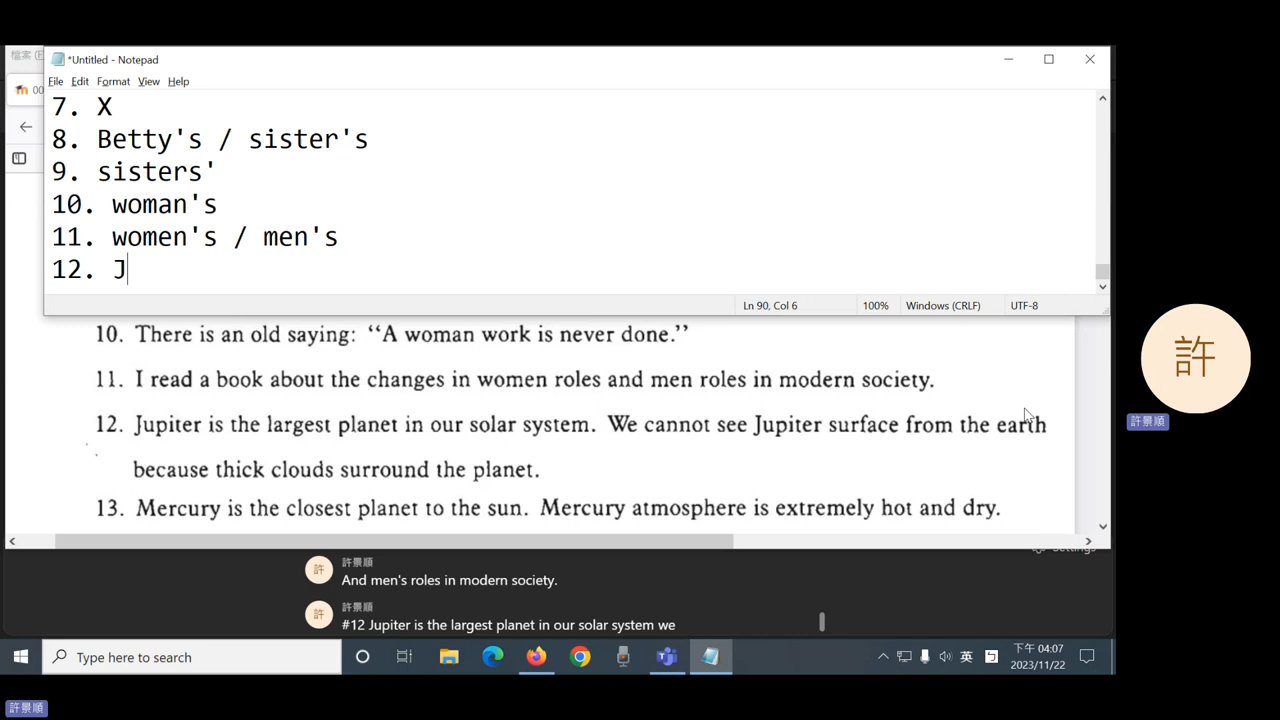 檔案
*Untitled - Notepad
File Edit Format View Help
00
7. X
8. Betty's / sister's
9. sisters'
10. woman's
11. women's / men's
12. J
Ln 90, Col 6 100% Windows (CRLF) UTF-8
10. There is an old saying: “A woman work is never done.”
11. I read a book about the changes in women roles and men roles in modern society.
12. Jupiter is the largest planet in our solar system. We cannot see Jupiter surface from the earth
because thick clouds surround the planet.
13. Mercury is the closest planet to the sun. Mercury atmosphere is extremely hot and dry.
Settings
許景順
許 And men's roles in modern society.
許景順
許 #12 Jupiter is the largest planet in our solar system we
Type here to search
英
下午 04:07
2023/11/22
許
許景順
許景順